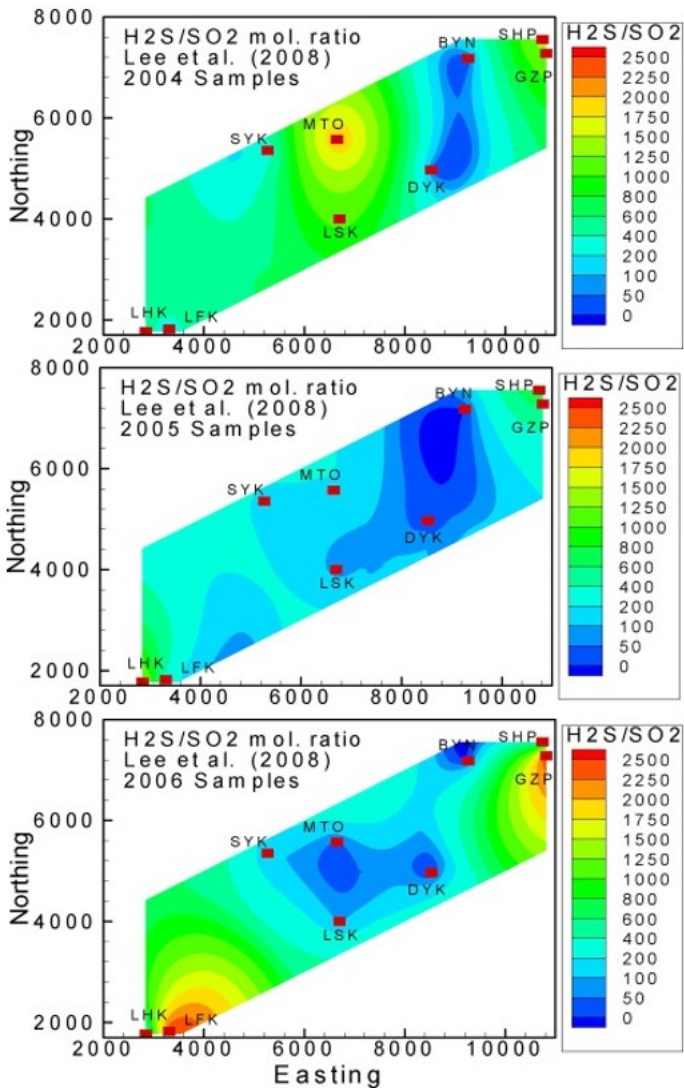 H2S/SO2 mol. ratio
Lee et al. (2008)
2004 Samples
8000
6000
4000
2000
Northing
SHP
BYN
GZP
MTO
SYK
DYK
LSK
LHK
LFK
2000 4000 6000 8000 10000
H2S/SO2
2500
2000
1750
1500
1000
800
600
400
200
100
50
0
H2S/SO2 mol. ratio
Lee et al. (2008)
2005 Samples
8000
6000
4000
2000
Northing
SHP
BYN
GZP
MTO
SYK
DYK
LSK
LHK
LFK
2000 4000 6000 8000 10000
H2S/SO2
2500
2000
1750
1500
1000
800
600
400
200
100
50
0
H2S/SO2 mol. ratio
Lee et al. (2008)
2006 Samples
8000
6000
4000
2000
Northing
SHP
BYN
GZP
MTO
SYK
DYK
LSK
LHK
LFK
2000 4000 6000 8000 10000
Easting
H2S/SO2
2500
2000
1750
1500
1000
800
600
400
200
100
50
0